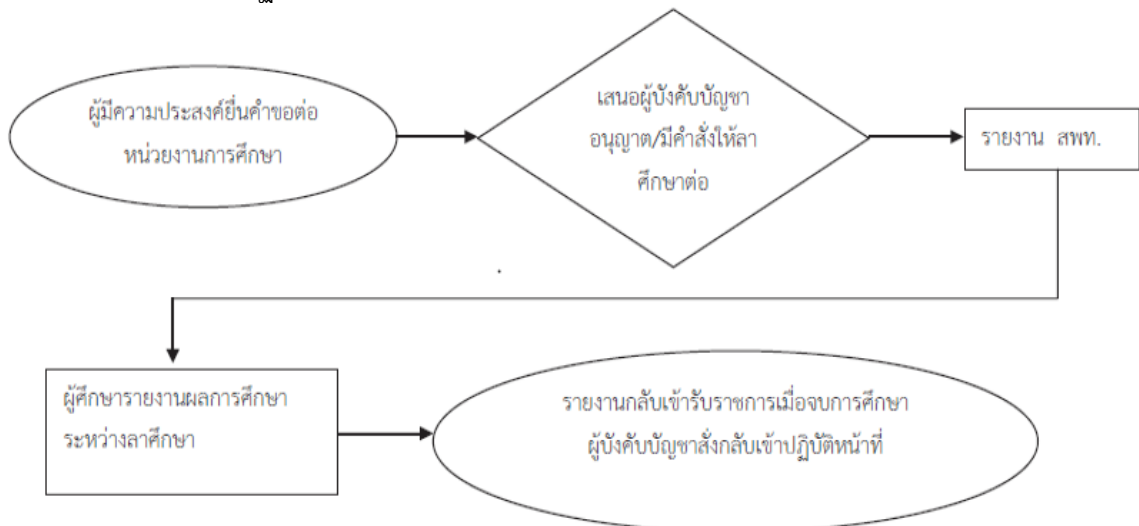 ผู้มีความประสงค์ยื่นคำขอต่อ
หน่วยงานการศึกษา
เสนอผู้บังคับบัญชา
อนุญาต/มีคำสั่งให้ลา
ศึกษาต่อ
รายงาน สพท.
ผู้ศึกษารายงานผลการศึกษา
ระหว่างลาศึกษา
รายงานกลับเข้ารับราชการเมื่อจบการศึกษา
ผู้บังคับบัญชาสั่งกลับเข้าปฏิบัติหน้าที่